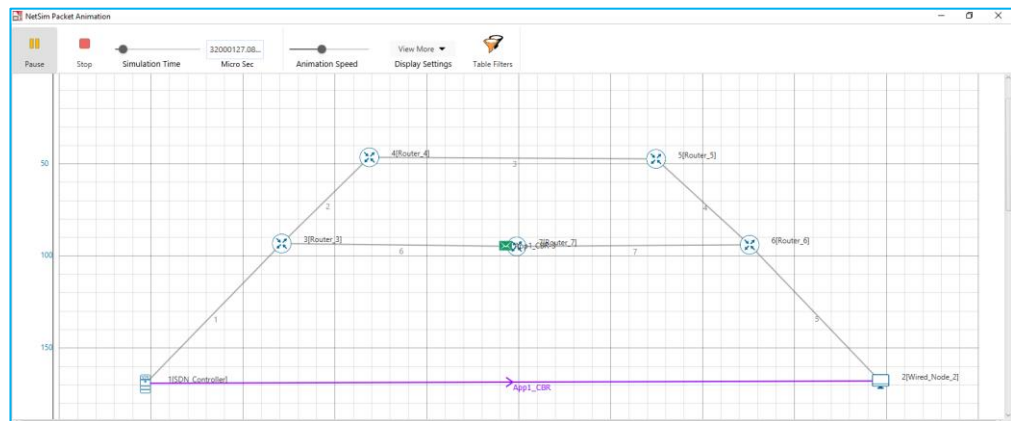 NetSim Packet Animation
32000127.08...
View More
Pause
Stop
Simulation Time
Micro Sec
Animation Speed
Display Settings
Table Filters
50
4[Router_4]
5[Router_5]
3
2
4
3[Router_3]
7[Router_7]
6[Router_6]
100
6
7
1
5
150
1[SDN_Controller]
2[Wired_Node_2]
App1_CBR